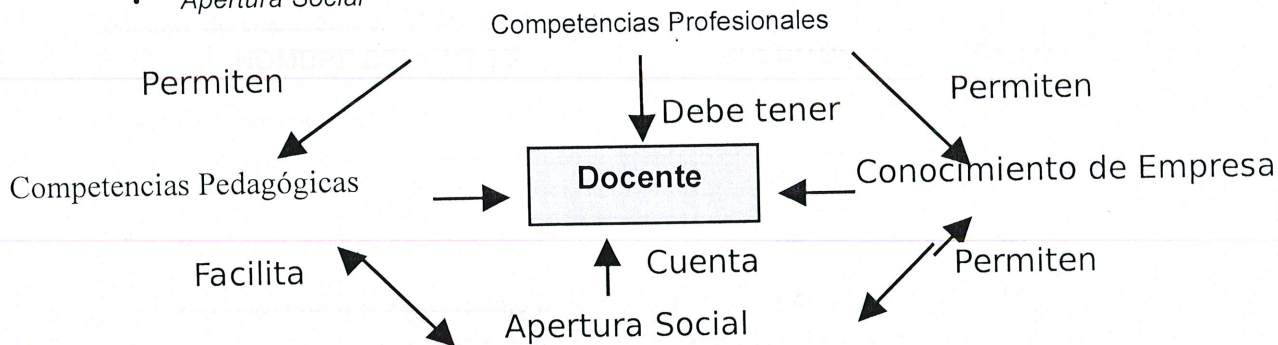 • Apertura Social
Competencias Profesionales
Permiten
Permiten
Debe tener
Docente
Conocimiento de Empresa
Competencias Pedagógicas
Facilita
Cuenta
Permiten
Apertura Social